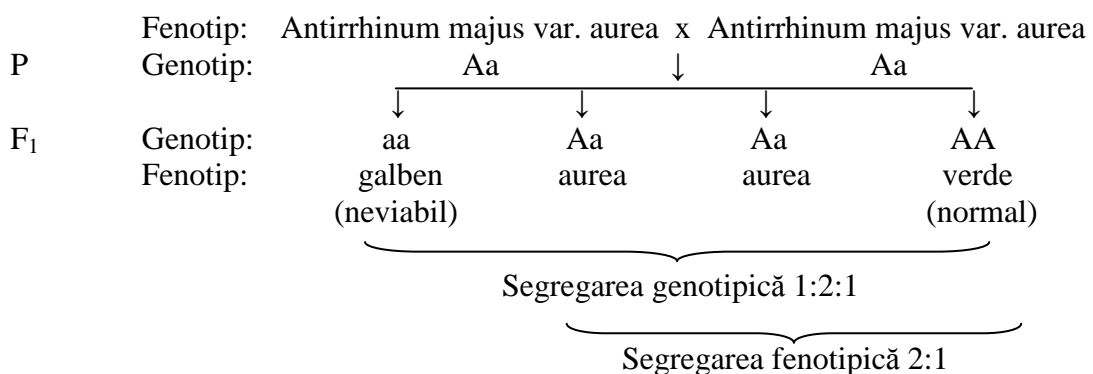 Fenotip: Antirrhinum majus var. aurea x Antirrhinum majus var. aurea
P Genotip: Aa ↓ Aa
↓ ↓ ↓ ↓
F₁ Genotip: aa Aa Aa AA
Fenotip: galben aurea aurea verde
(neviabil) (normal)
Segregarea genotipică 1:2:1
Segregarea fenotipică 2:1